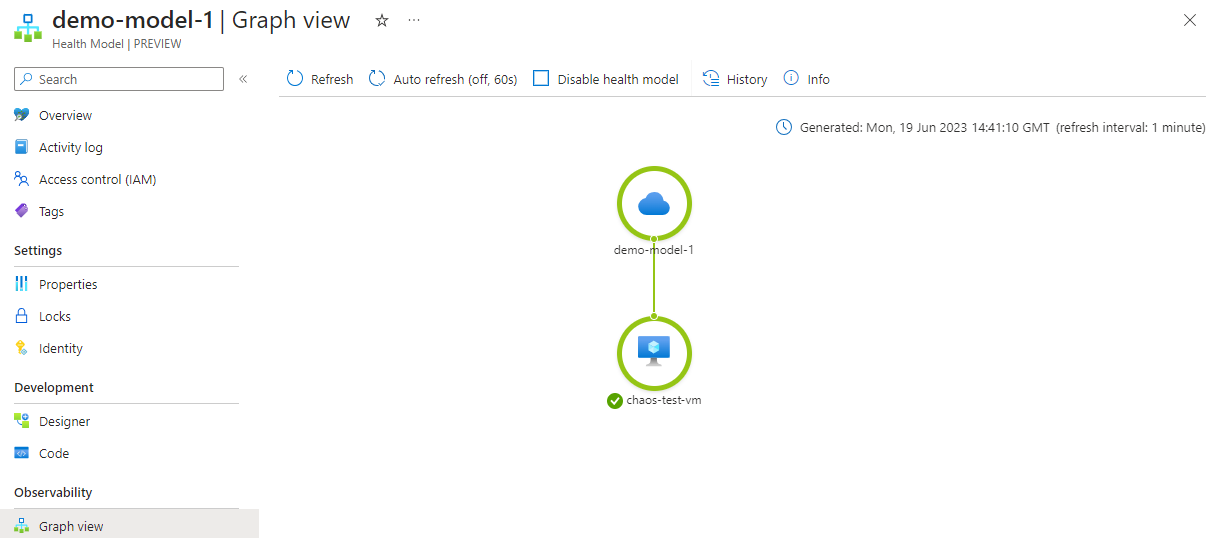 demo-model-1 | Graph view
Health Model | PREVIEW
Search
Overview
Activity log
Access control (IAM)
Tags
Settings
Properties
Locks
Identity
Development
Designer
Code
Observability
Graph view
Refresh Auto refresh (off, 60s) Disable health model History Info
Generated: Mon, 19 Jun 2023 14:41:10 GMT (refresh interval: 1 minute)
demo-model-1
chaos-test-vm